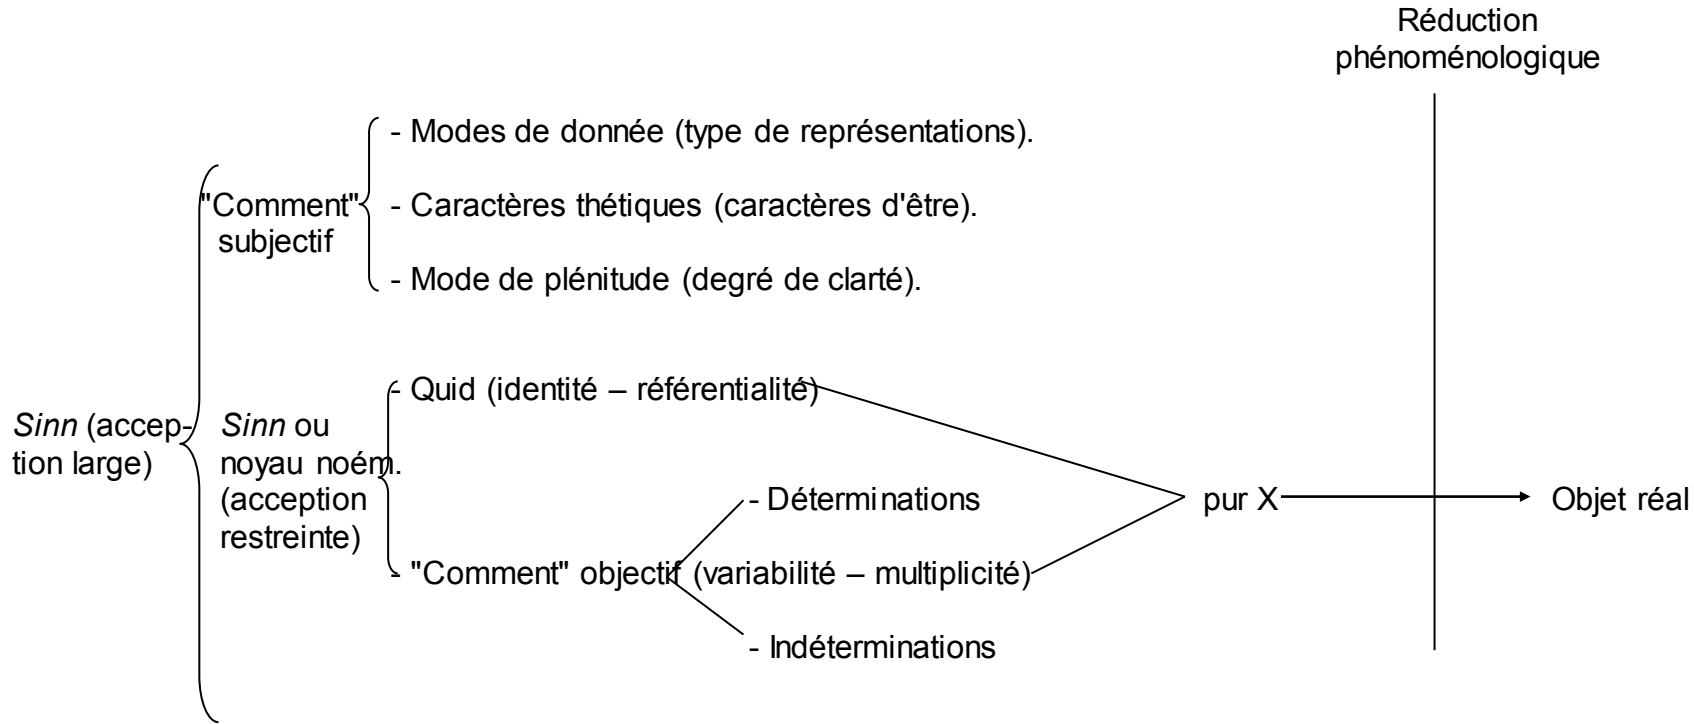 Réduction
phénoménologique
- Modes de donnée (type de représentations).
"Comment"
subjectif
- Caractères thétiques (caractères d'être).
- Mode de plénitude (degré de clarté).
Sinn (accep-
tion large)
Sinn ou
noyau noém.
(acception
restreinte)
- Quid (identité – référentialité)
- Déterminations
- "Comment" objectif (variabilité – multiplicité)
- Indéterminations
pur X
Objet réal